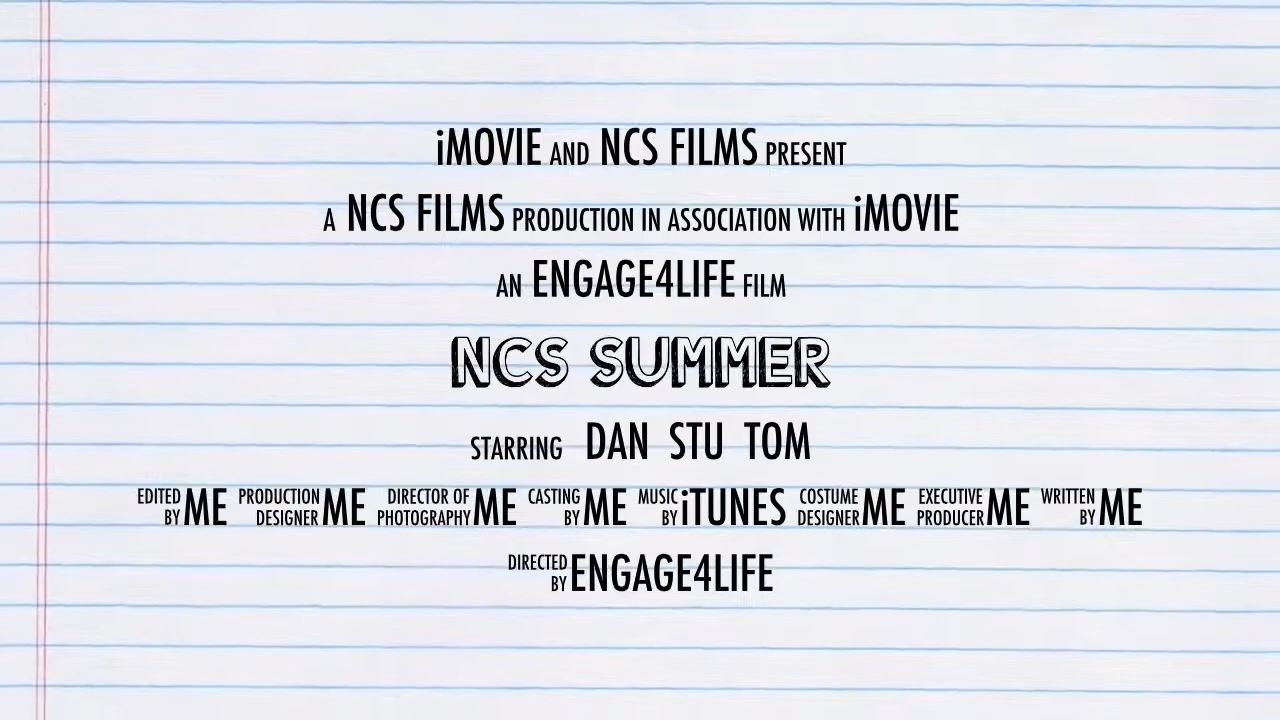 iMOVIE AND NCS FILMS PRESENT
A NCS FILMS PRODUCTION IN ASSOCIATION WITH iMOVIE
AN ENGAGE4LIFE FILM
NCS SUMMER
STARRING DAN STU TOM
EDITED BY ME PRODUCTION DESIGNER ME DIRECTOR OF PHOTOGRAPHY ME CASTING BY ME MUSIC BY iTUNES COSTUME DESIGNER ME EXECUTIVE PRODUCER ME WRITTEN BY ME
DIRECTED BY ENGAGE4LIFE